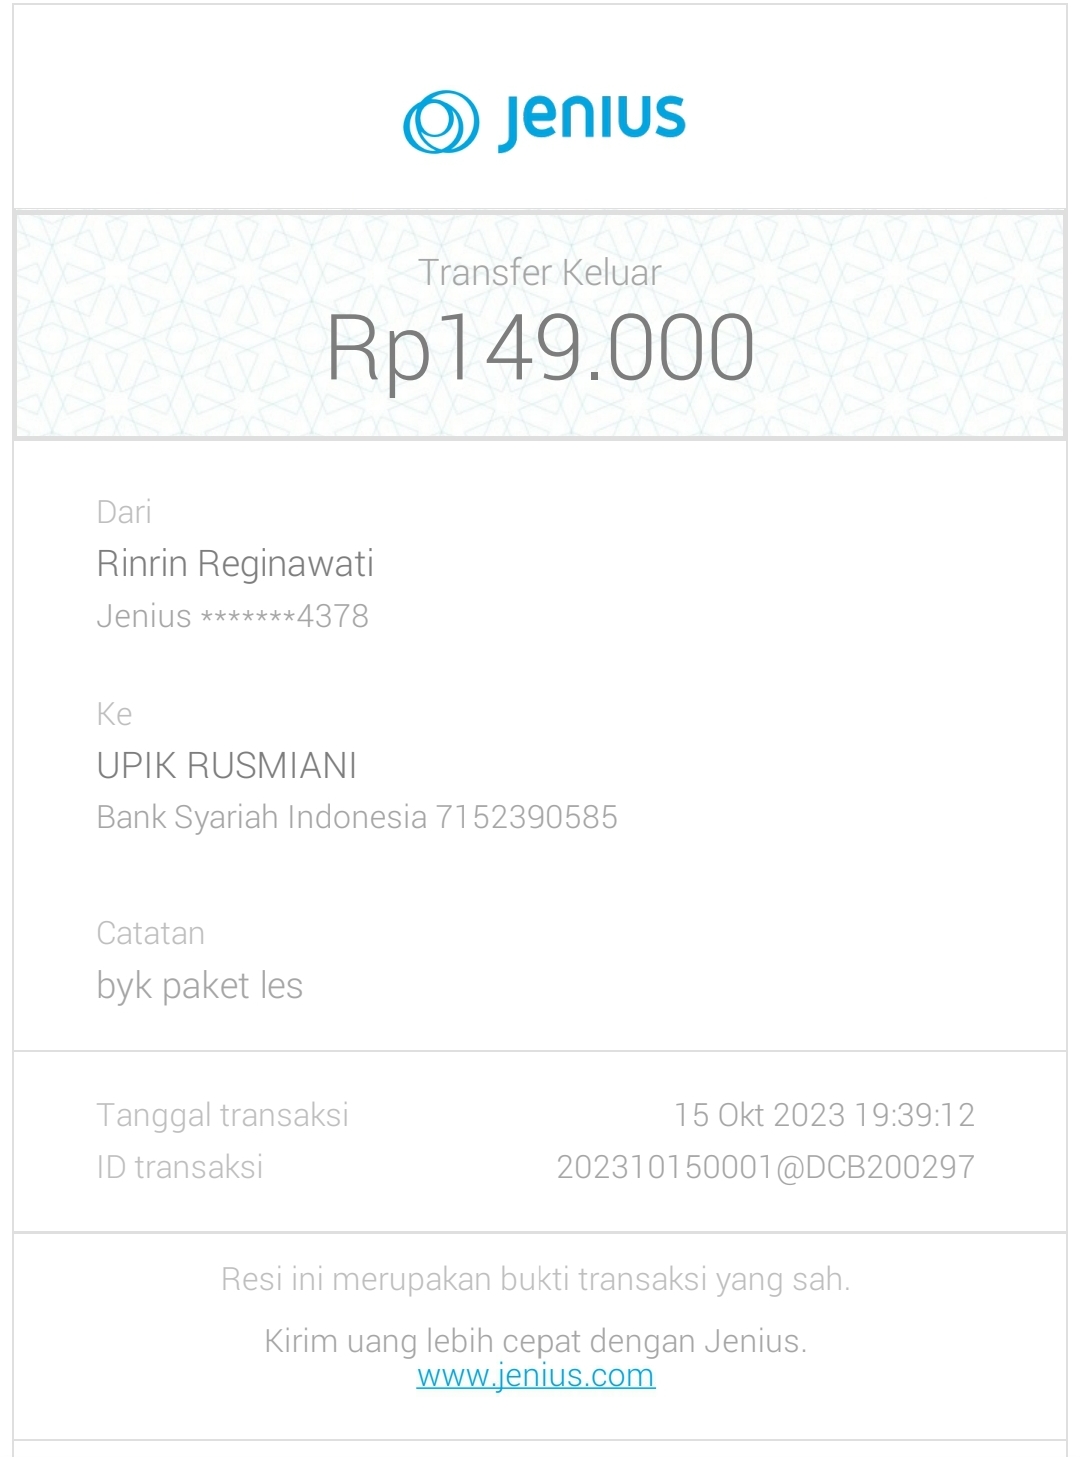 jenius
Transfer Keluar
Rp149.000
Dari
Rinrin Reginawati
Jenius *******4378
Ke
UPIK RUSMIANI
Bank Syariah Indonesia 7152390585
Catatan
byk paket les
Tanggal transaksi 15 Okt 2023 19:39:12
ID transaksi 202310150001@DCB200297
Resi ini merupakan bukti transaksi yang sah.
Kirim uang lebih cepat dengan Jenius.
www.jenius.com